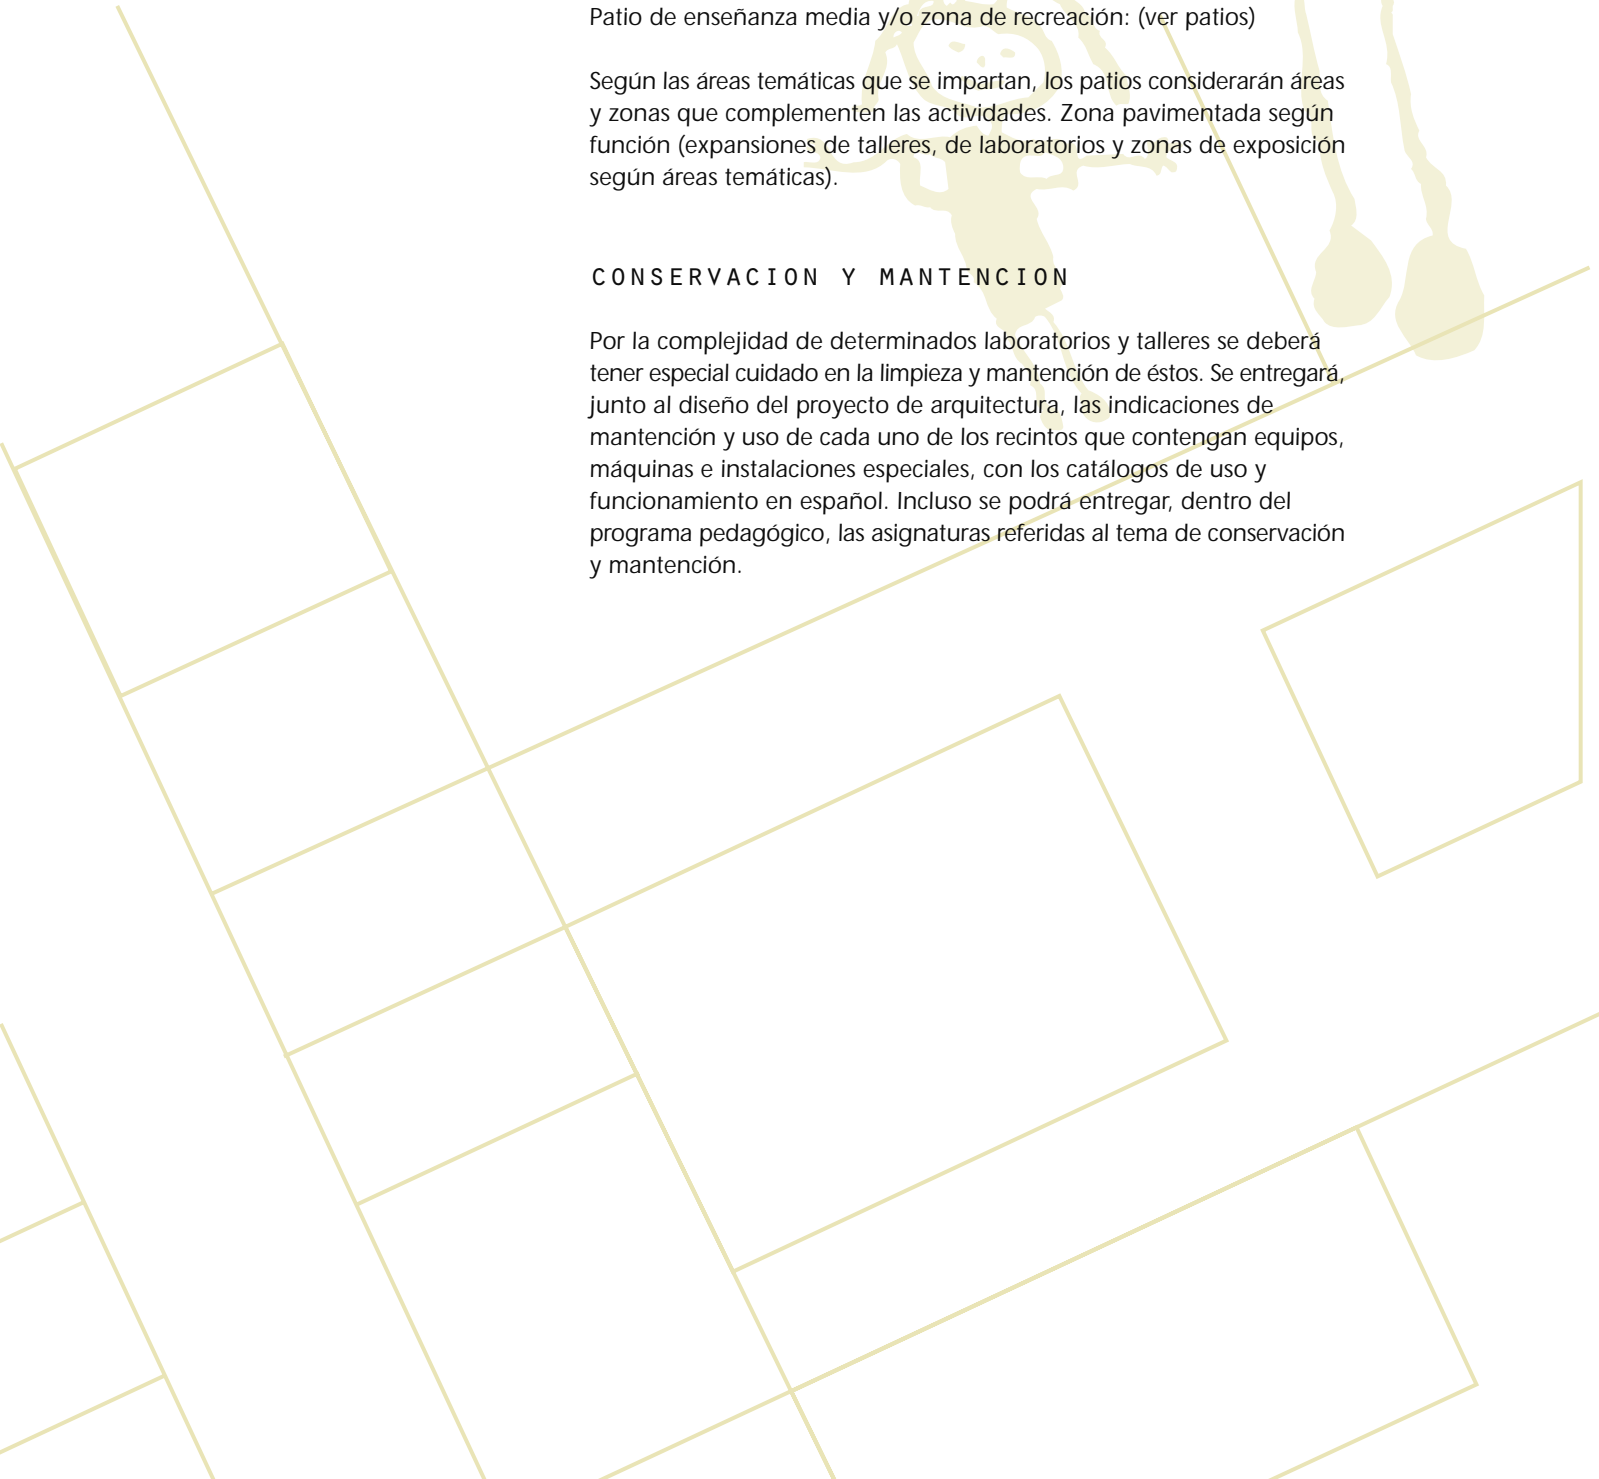 Patio de enseñanza media y/o zona de recreación: (ver patios)
Según las áreas temáticas que se impartan, los patios considerarán áreas
y zonas que complementen las actividades. Zona pavimentada según
función (expansiones de talleres, de laboratorios y zonas de exposición
según áreas temáticas).
CONSERVACION Y MANTENCION
Por la complejidad de determinados laboratorios y talleres se deberá
tener especial cuidado en la limpieza y mantención de éstos. Se entregará,
junto al diseño del proyecto de arquitectura, las indicaciones de
mantención y uso de cada uno de los recintos que contengan equipos,
máquinas e instalaciones especiales, con los catálogos de uso y
funcionamiento en español. Incluso se podrá entregar, dentro del
programa pedagógico, las asignaturas referidas al tema de conservación
y mantención.